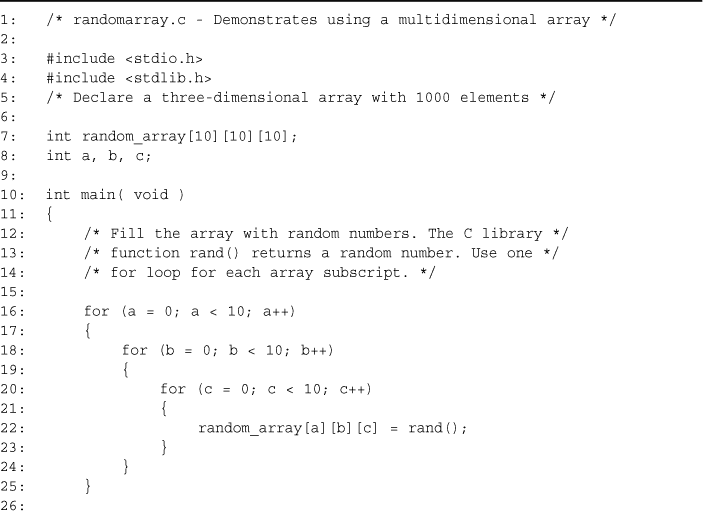 1: /* randomarray.c - Demonstrates using a multidimensional array */
2:
3: #include <stdio.h>
4: #include <stdlib.h>
5: /* Declare a three-dimensional array with 1000 elements */
6:
7: int random_array[10][10][10];
8: int a, b, c;
9:
10: int main( void )
11: {
12: /* Fill the array with random numbers. The C library */
13: /* function rand() returns a random number. Use one */
14: /* for loop for each array subscript. */
15:
16: for (a = 0; a < 10; a++)
17: {
18: for (b = 0; b < 10; b++)
19: {
20: for (c = 0; c < 10; c++)
21: {
22: random_array[a][b][c] = rand();
23: }
24: }
25: }
26: